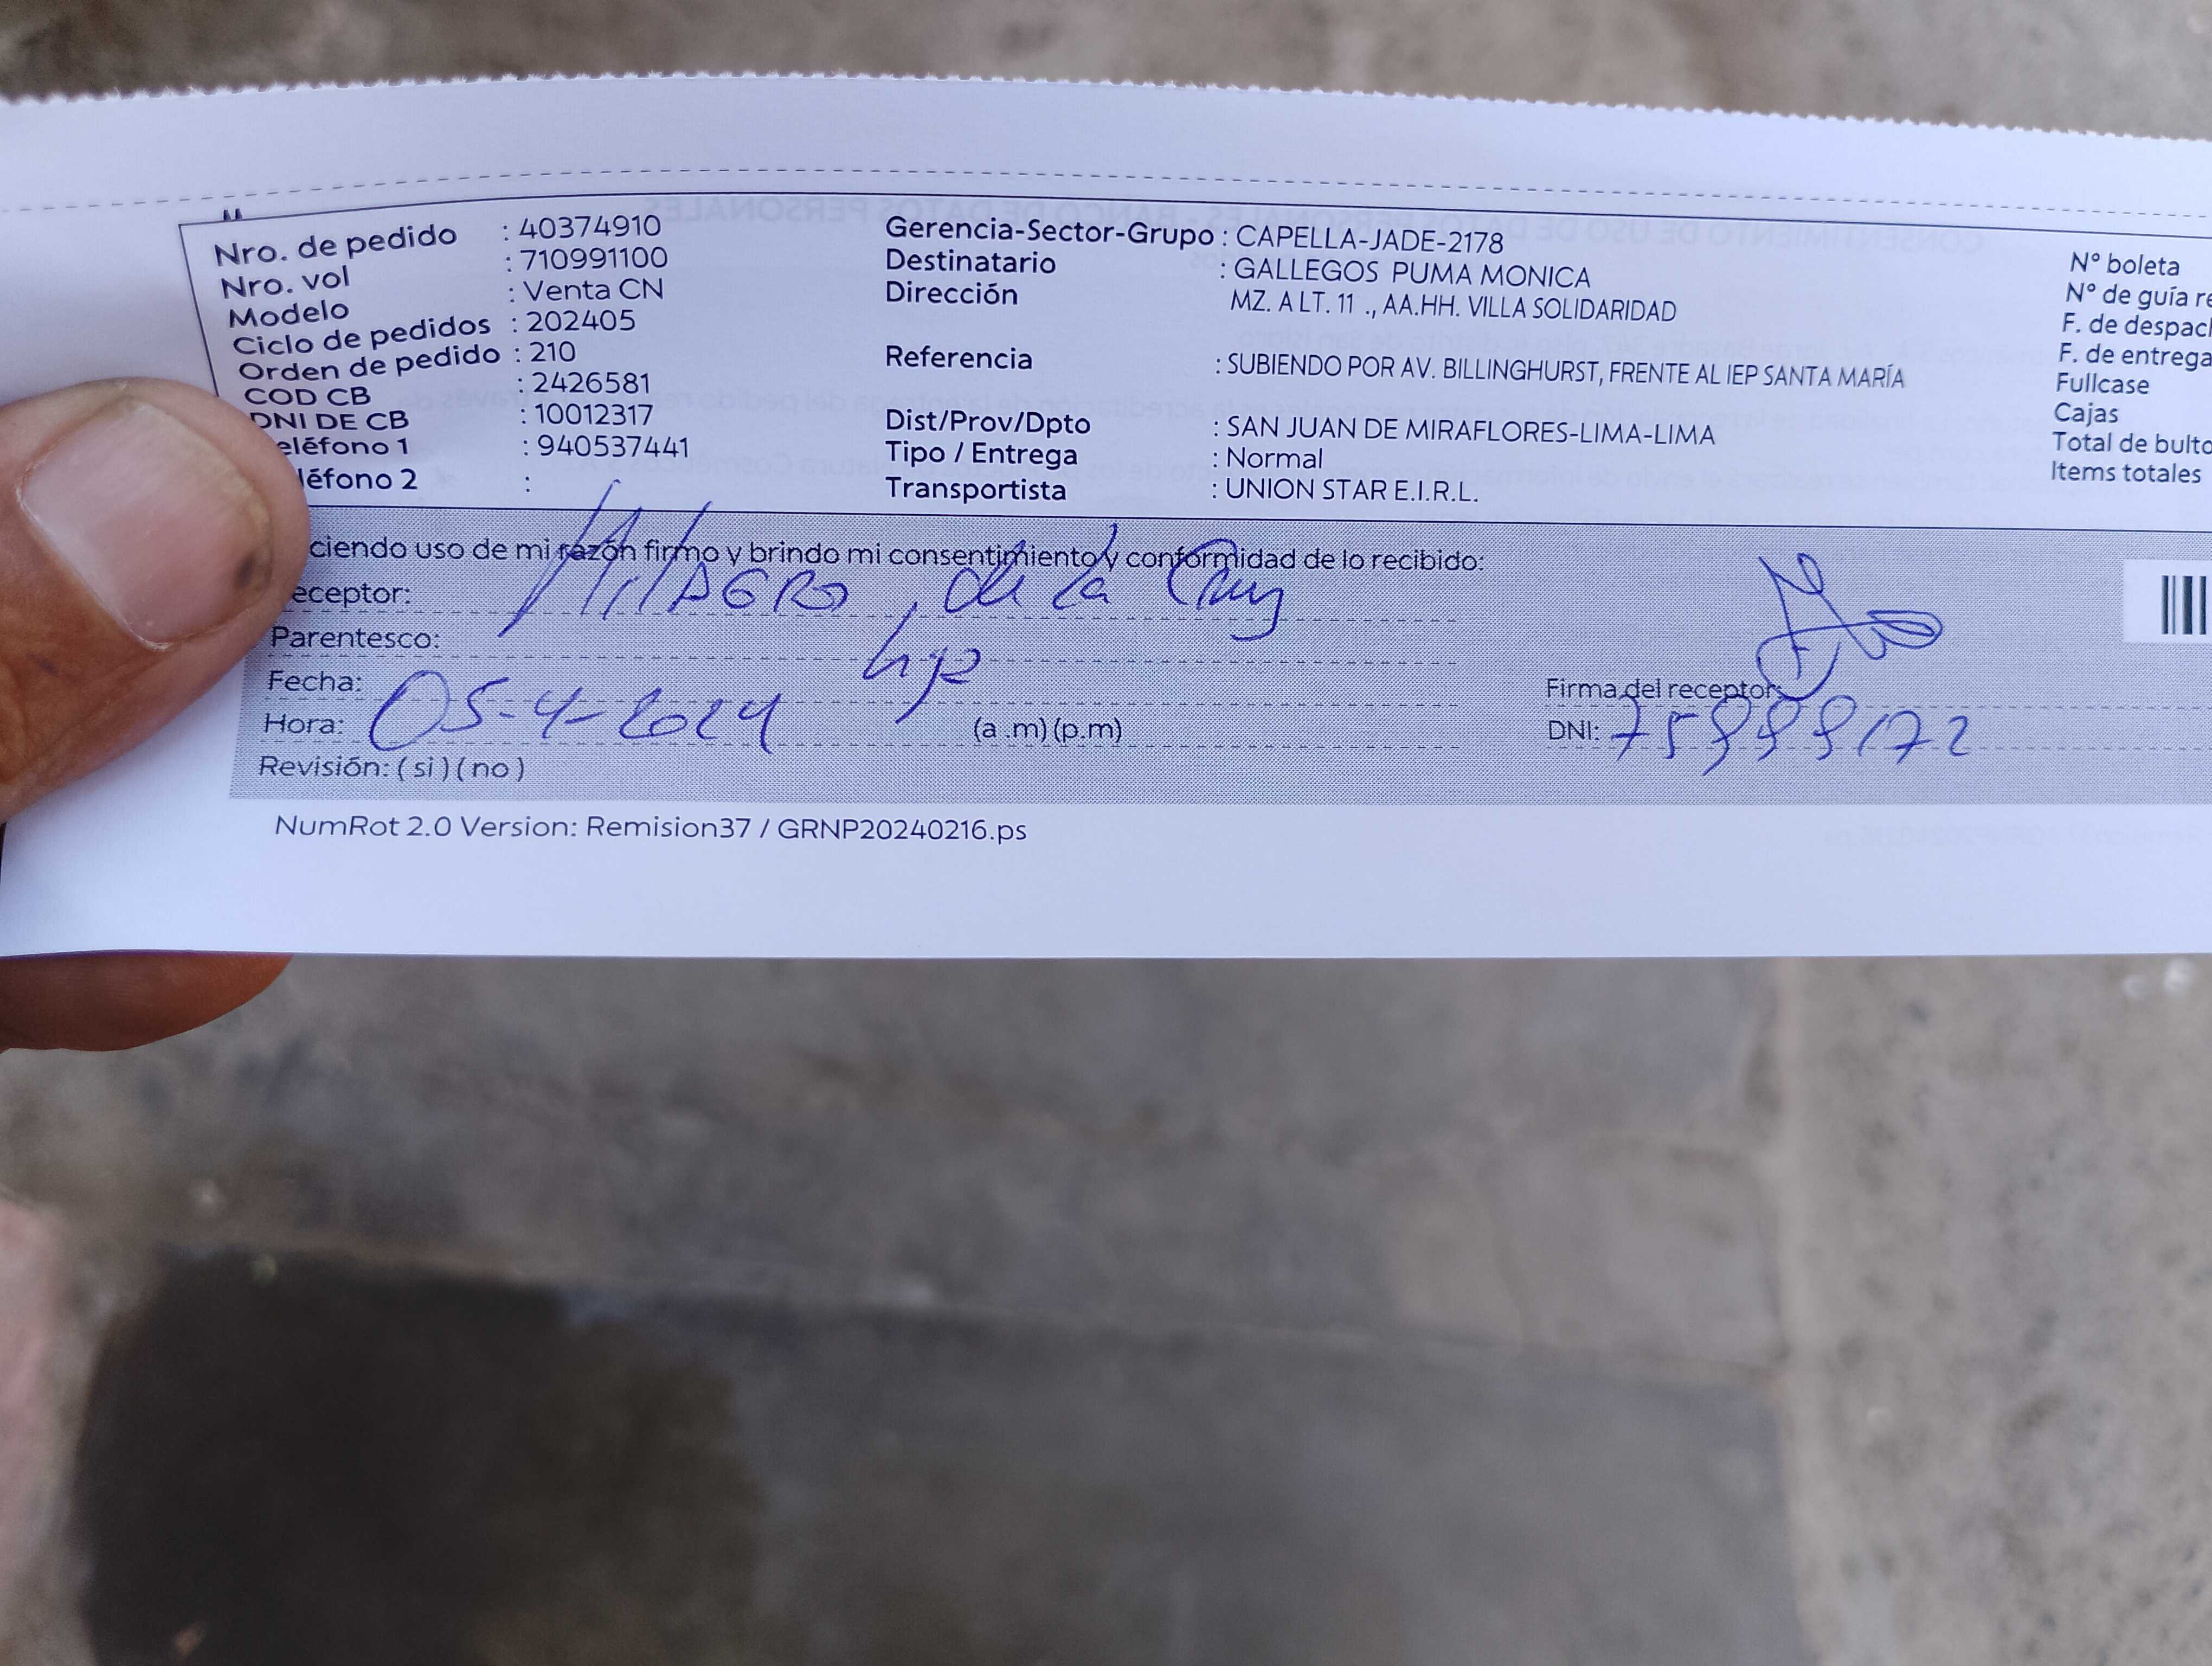 Nro. de pedido : 40374910
Nro. vol : 710991100
Modelo : Venta CN
Ciclo de pedidos : 202405
Orden de pedido : 210
COD CB : 2426581
DNI DE CB : 10012317
eléfono 1 : 940537441
léfono 2 :
Gerencia-Sector-Grupo : CAPELLA-JADE-2178
Destinatario : GALLEGOS PUMA MONICA
Dirección MZ. A LT. 11 ., AA.HH. VILLA SOLIDARIDAD
Referencia : SUBIENDO POR AV. BILLINGHURST, FRENTE AL IEP SANTA MARÍA
Dist/Prov/Dpto : SAN JUAN DE MIRAFLORES-LIMA-LIMA
Tipo / Entrega : Normal
Transportista : UNION STAR E.I.R.L.
N° boleta
N° de guía re
F. de despach
F. de entrega
Fullcase
Cajas
Total de bulto
Items totales
ciendo uso de mi razón firmo y brindo mi consentimiento y conformidad de lo recibido:
eceptor: MILAGRO, de la Cruz
Parentesco:
Fecha: 05-4-2024
Hora: (a .m) (p.m)
Revisión: ( si ) ( no )
Firma del receptor:
DNI:
NumRot 2.0 Version: Remision37 / GRNP20240216.ps